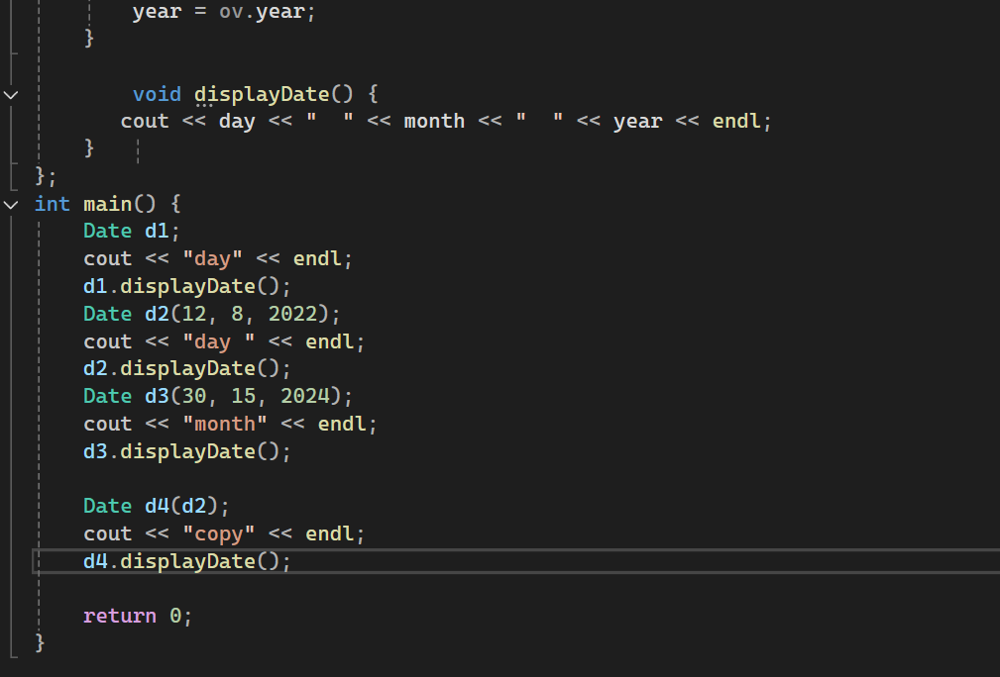 year = ov.year;
}
void displayDate() {
cout << day << "  " << month << "  " << year << endl;
}
};
int main() {
Date d1;
cout << "day" << endl;
d1.displayDate();
Date d2(12, 8, 2022);
cout << "day " << endl;
d2.displayDate();
Date d3(30, 15, 2024);
cout << "month" << endl;
d3.displayDate();
Date d4(d2);
cout << "copy" << endl;
d4.displayDate();
return 0;
}